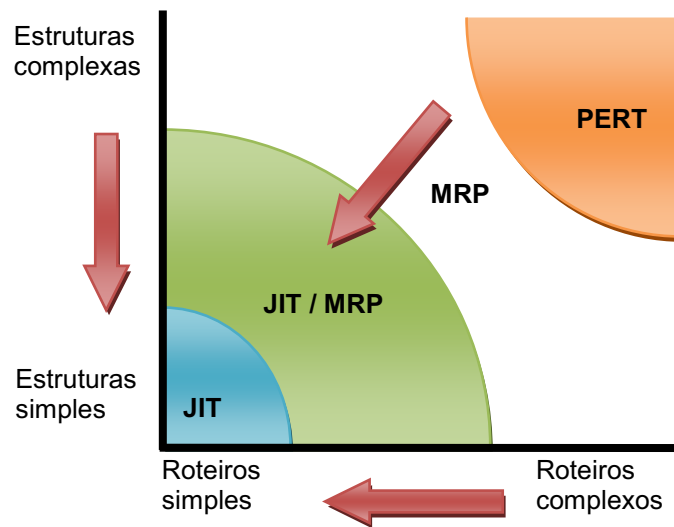 Estruturas
complexas
PERT
MRP
JIT / MRP
Estruturas
simples
JIT
Roteiros
simples
Roteiros
complexos